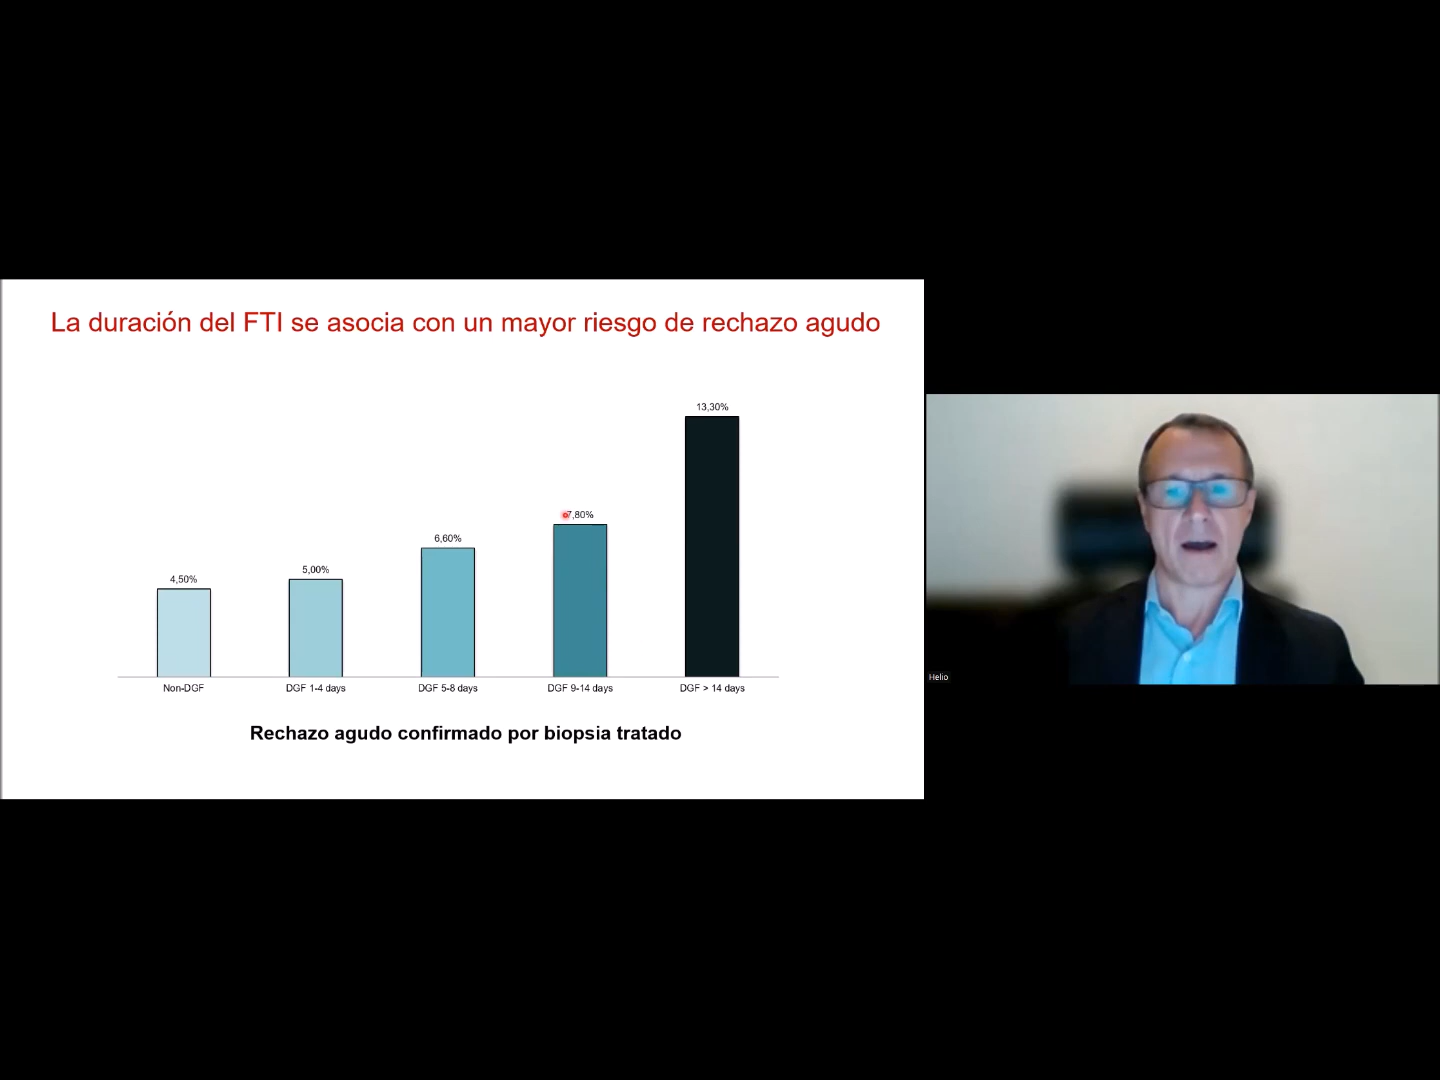 La duración del FTI se asocia con un mayor riesgo de rechazo agudo
13,30%
7,80%
6,60%
5,00%
4,50%
Non-DGF
DGF 1-4 days
DGF 5-8 days
DGF 9-14 days
DGF > 14 days
Rechazo agudo confirmado por biopsia tratado
Helio